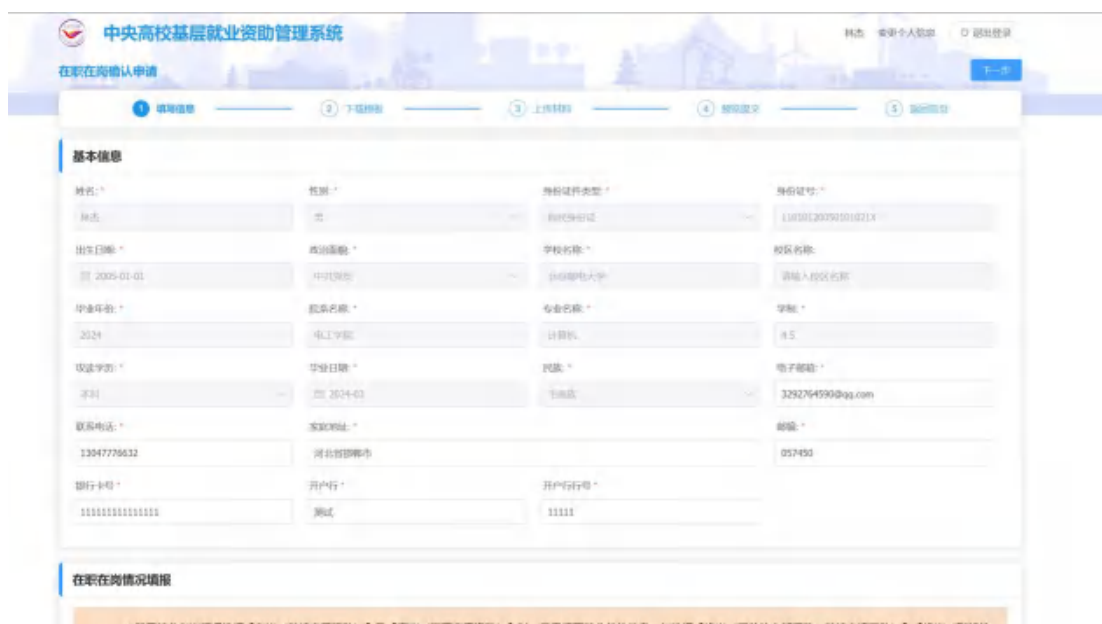 中央高校基层就业资助管理系统
林杰 变更个人信息 退出登录
在职在岗确认申请 下一步
1 填写信息 2 下载模板 3 上传材料 4 预览提交 5
基本信息
姓名: * 性别: * 身份证件类型: * 身份证号: *
林杰 男 居民身份证
出生日期: * 政治面貌: * 学校名称: * 校区名称:
2005-01-01 中共党员 请输入校区名称
毕业年份: * 院系名称: * 专业名称: * 学制: *
2024 电工学院 计算机
攻读学历: * 毕业日期: * 民族: * 电子邮箱: *
本科 2024-03 3292764590@qq.com
联系电话: * 家庭地址: * 邮编: *
13047776632 河北省邯郸市 057450
银行卡号 * 开户行 * 开户行行号 *
111111111111111 测试 11111
在职在岗情况填报